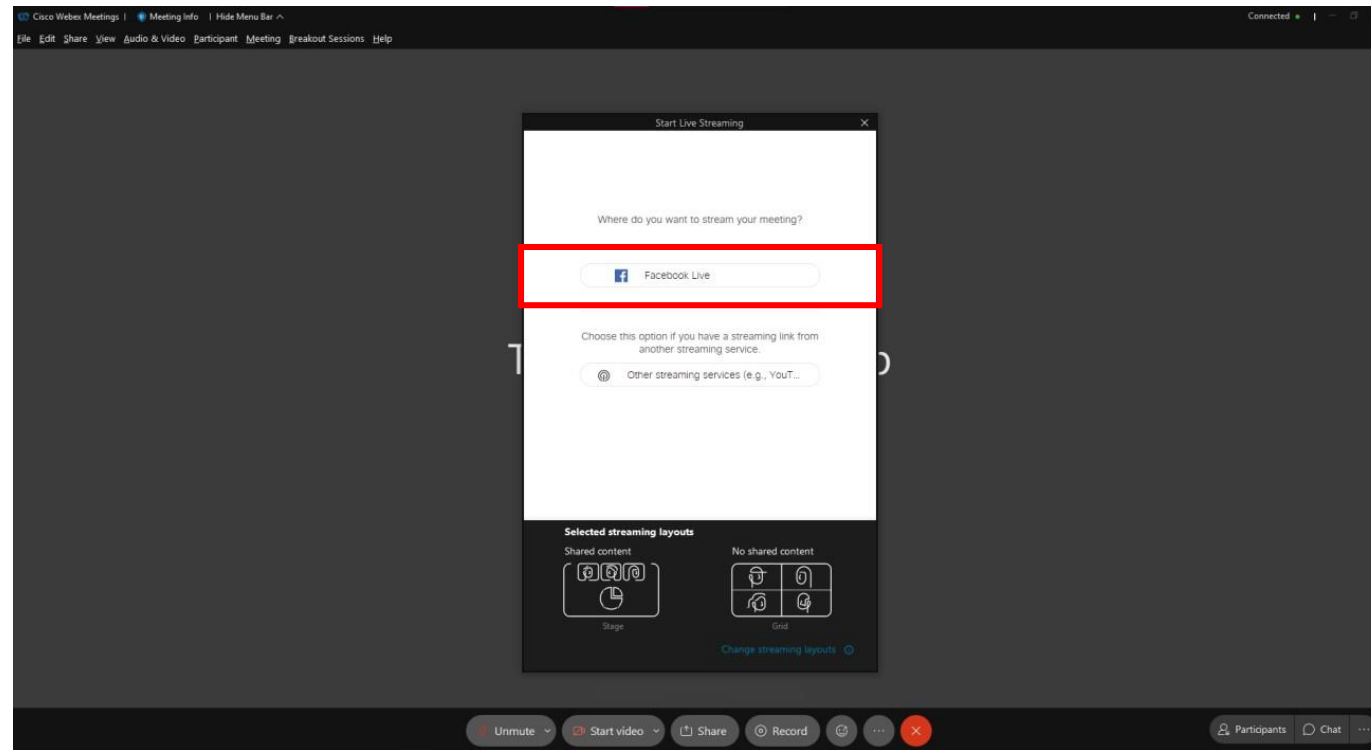 Cisco Webex Meetings | Meeting Info | Hide Menu Bar
Connected
File Edit Share View Audio & Video Participant Meeting Breakout Sessions Help
Start Live Streaming
Where do you want to stream your meeting?
Facebook Live
Choose this option if you have a streaming link from
another streaming service.
Other streaming services (e.g., YouT...
Selected streaming layouts
Shared content
No shared content
Stage
Grid
Change streaming layouts
Unmute
Start video
Share
Record
Participants
Chat